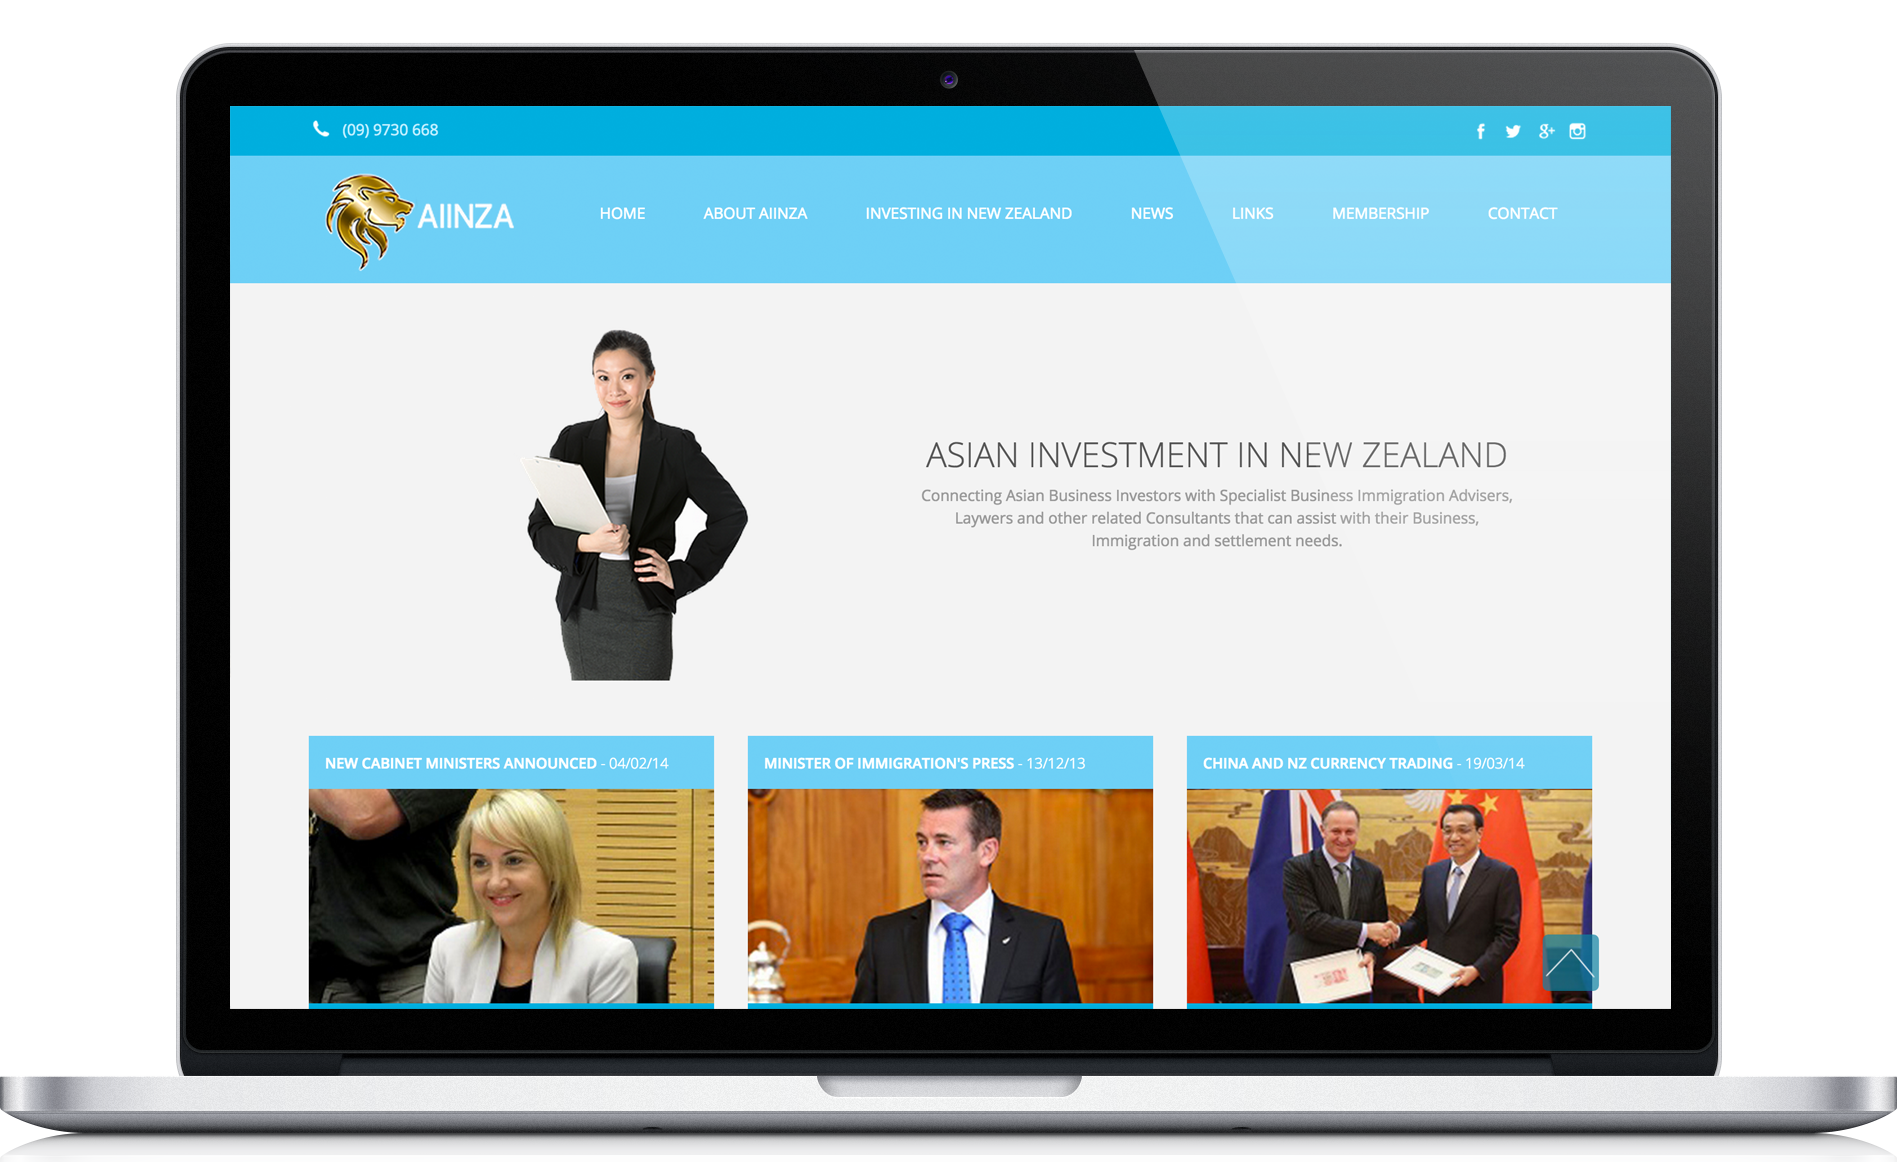 (09) 9730 668
AIINZA
HOME ABOUT AIINZA INVESTING IN NEW ZEALAND NEWS LINKS MEMBERSHIP CONTACT
ASIAN INVESTMENT IN NEW ZEALAND
Connecting Asian Business Investors with Specialist Business Immigration Advisers,
Laywers and other related Consultants that can assist with their Business,
Immigration and settlement needs.
NEW CABINET MINISTERS ANNOUNCED - 04/02/14
MINISTER OF IMMIGRATION'S PRESS - 13/12/13
CHINA AND NZ CURRENCY TRADING - 19/03/14